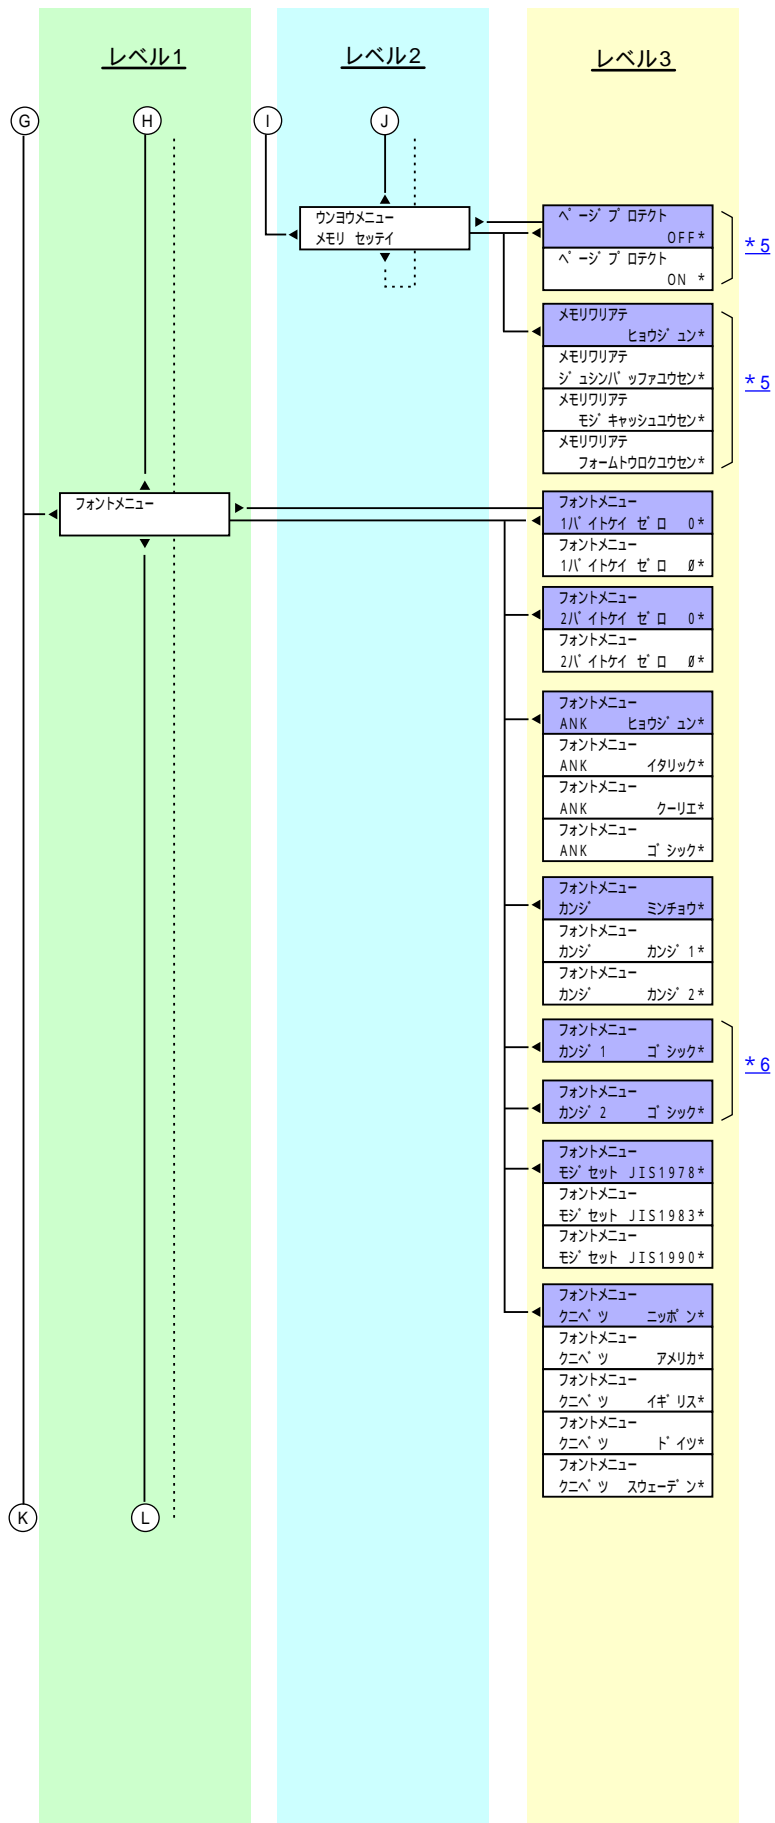 レベル1
レベル2
レベル3
G
H
I
J
ウンヨウメニュー
メモリ セッテイ
ページプロテクト
OFF*
ページプロテクト
ON *
*5
メモリワリアテ
ヒョウジュン*
メモリワリアテ
ジュシンバッファユウセン*
メモリワリアテ
モジキャッシュユウセン*
メモリワリアテ
フォームトウロクユウセン*
*5
フォントメニュー
フォントメニュー
1バイトケイ ゼロ 0*
フォントメニュー
1バイトケイ ゼロ Ø*
フォントメニュー
2バイトケイ ゼロ 0*
フォントメニュー
2バイトケイ ゼロ Ø*
フォントメニュー
ANK ヒョウジュン*
フォントメニュー
ANK イタリック*
フォントメニュー
ANK クーリエ*
フォントメニュー
ANK ゴシック*
フォントメニュー
カンジ ミンチョウ*
フォントメニュー
カンジ カンジ1*
フォントメニュー
カンジ カンジ2*
フォントメニュー
カンジ1 ゴシック*
フォントメニュー
カンジ2 ゴシック*
*6
フォントメニュー
モジセット JIS1978*
フォントメニュー
モジセット JIS1983*
フォントメニュー
モジセット JIS1990*
フォントメニュー
クニベツ ニッポン*
フォントメニュー
クニベツ アメリカ*
フォントメニュー
クニベツ イギリス*
フォントメニュー
クニベツ ドイツ*
フォントメニュー
クニベツ スウェーデン*
K
L